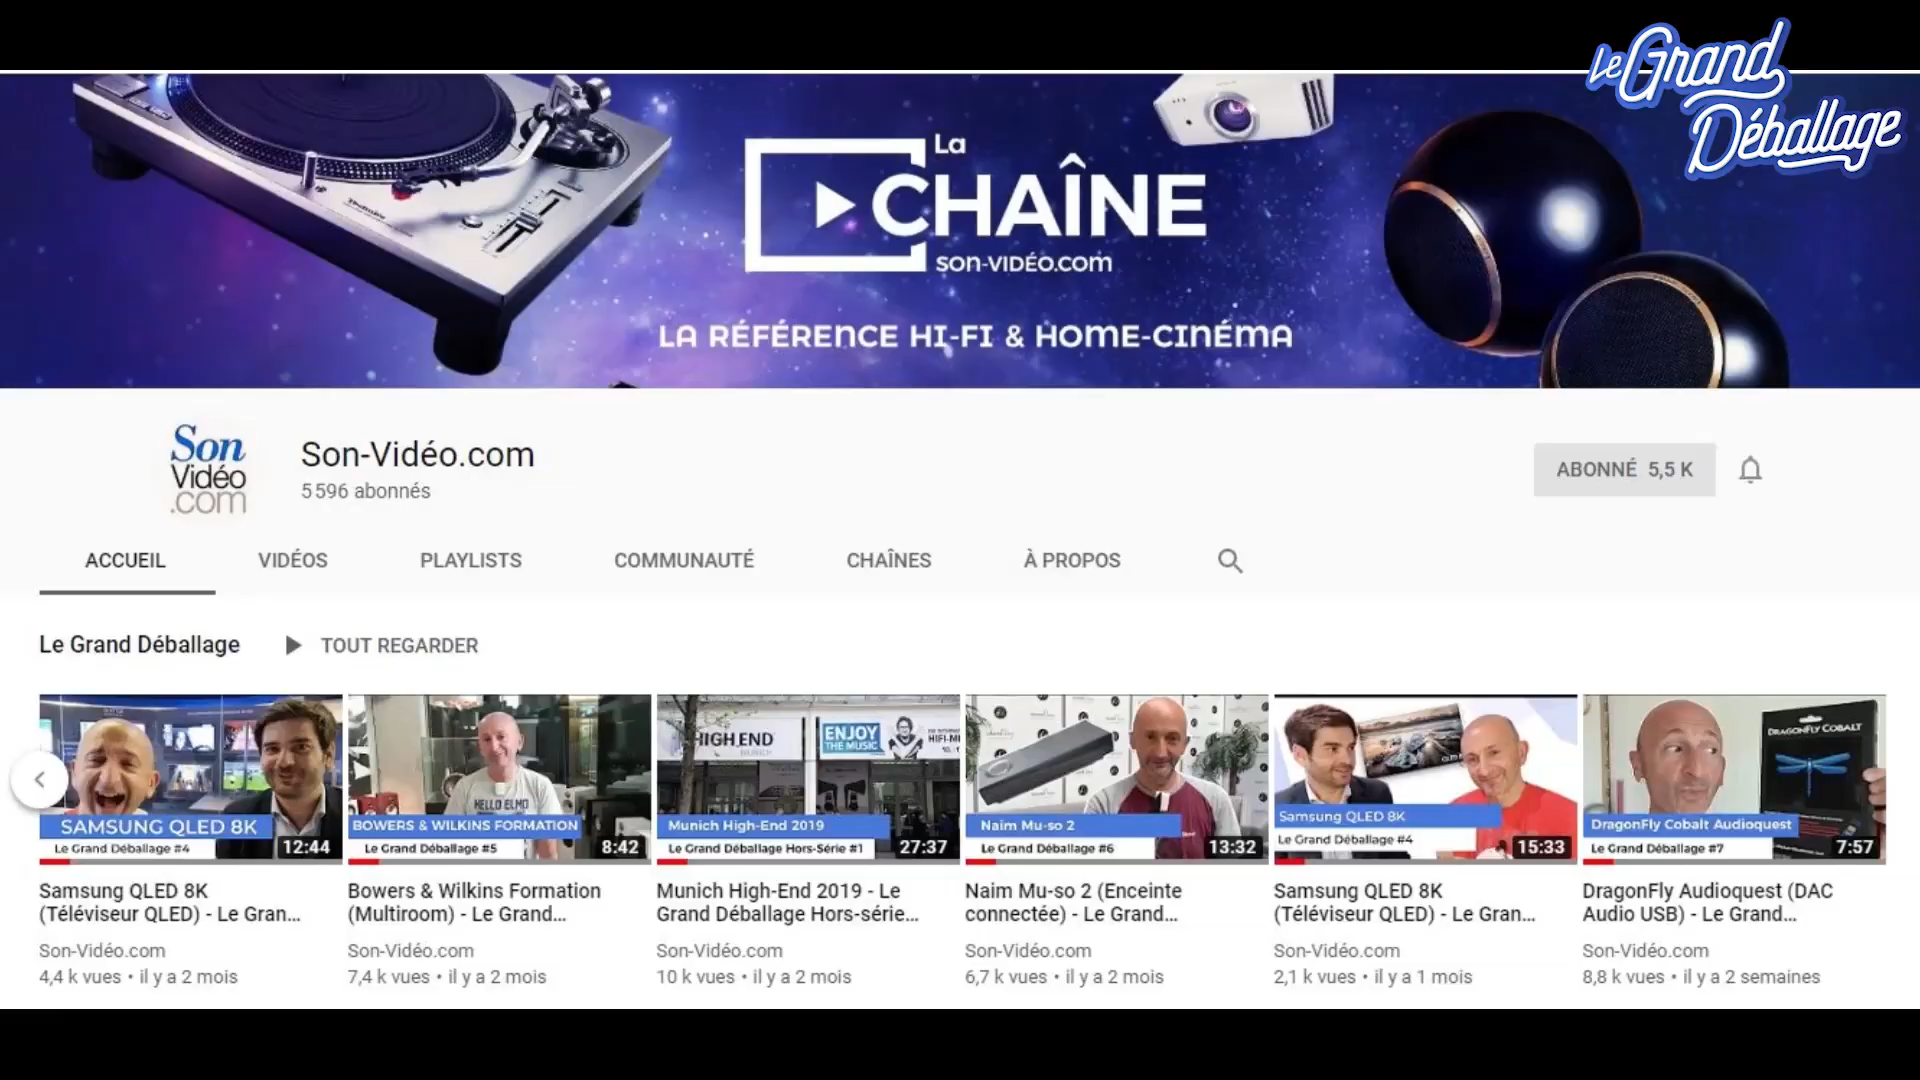 Le Grand
Déballage
La
CHAÎNE
SON-VIDÉO.COM
LA RÉFÉRENCE HI-FI & HOME-CINÉMA
Technics
Son
Vidéo
.com
Son-Vidéo.com
5 596 abonnés
ABONNÉ 5,5 K
ACCUEIL
VIDÉOS
PLAYLISTS
COMMUNAUTÉ
CHAÎNES
À PROPOS
Le Grand Déballage
TOUT REGARDER
SAMSUNG QLED 8K
Le Grand Déballage #4
12:44
HELLO ELMO
BOWERS & WILKINS FORMATION
Le Grand Déballage #5
8:42
HIGH END
ENJOY
THE MUSIC
Munich High-End 2019
Le Grand Déballage Hors-Série #1
27:37
Naim Mu-so 2
Le Grand Déballage #6
13:32
Samsung QLED 8K
Le Grand Déballage #4
15:33
DRAGONFLY COBALT
DragonFly Cobalt Audioquest
Le Grand Déballage #7
7:57
Samsung QLED 8K
(Téléviseur QLED) - Le Gran...
Son-Vidéo.com
4,4 k vues • il y a 2 mois
Bowers & Wilkins Formation
(Multiroom) - Le Grand...
Son-Vidéo.com
7,4 k vues • il y a 2 mois
Munich High-End 2019 - Le
Grand Déballage Hors-série...
Son-Vidéo.com
10 k vues • il y a 2 mois
Naim Mu-so 2 (Enceinte
connectée) - Le Grand...
Son-Vidéo.com
6,7 k vues • il y a 2 mois
Samsung QLED 8K
(Téléviseur QLED) - Le Gran...
Son-Vidéo.com
2,1 k vues • il y a 1 mois
DragonFly Audioquest (DAC
Audio USB) - Le Grand...
Son-Vidéo.com
8,8 k vues • il y a 2 semaines